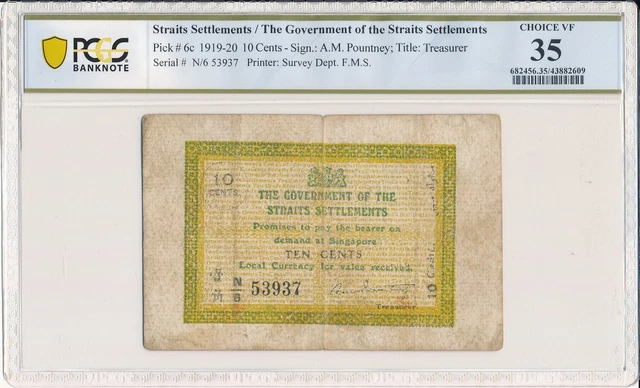 PCGS
BANKNOTE
Straits Settlements / The Government of the Straits Settlements
Pick # 6c 1919-20 10 Cents - Sign.: A.M. Pountney; Title: Treasurer
Serial # N/6 53937 Printer: Survey Dept. F.M.S.
CHOICE VF
35
682456.35/43882609
10
CENTS
THE GOVERNMENT OF THE
STRAITS SETTLEMENTS
Promises to pay the bearer on
demand at Singapore
TEN CENTS
Local Currency for value received.
N/6 53937
Treasurer
10 Cents